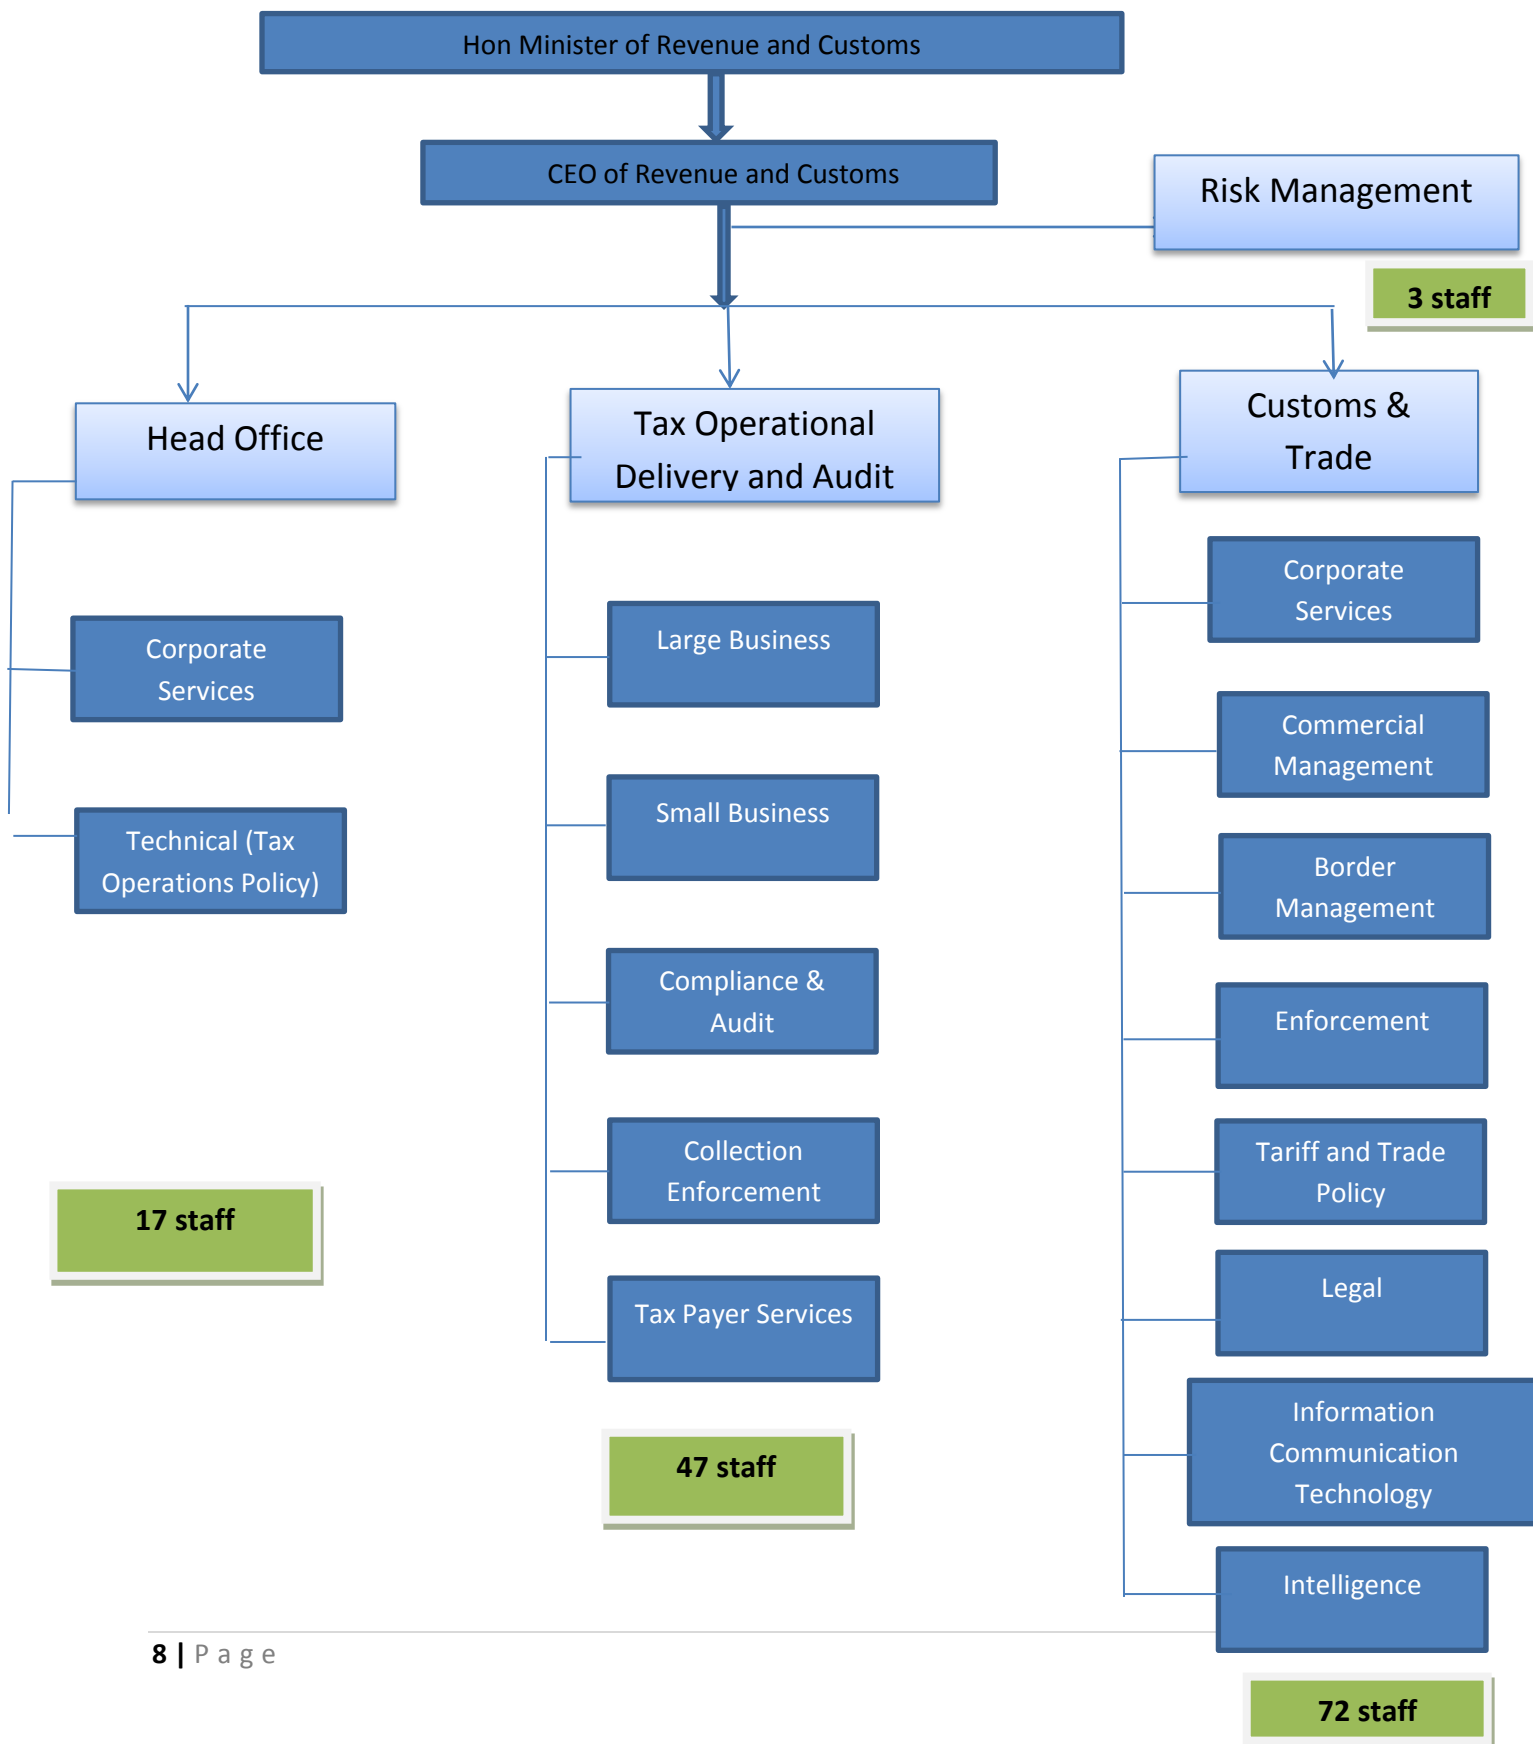 Hon Minister of Revenue and Customs
CEO of Revenue and Customs
Risk Management
3 staff
Head Office
Tax Operational
Delivery and Audit
Customs &
Trade
Corporate
Services
Technical (Tax
Operations Policy)
17 staff
Large Business
Small Business
Compliance &
Audit
Collection
Enforcement
Tax Payer Services
47 staff
Corporate
Services
Commercial
Management
Border
Management
Enforcement
Tariff and Trade
Policy
Legal
Information
Communication
Technology
Intelligence
72 staff
8 | Page